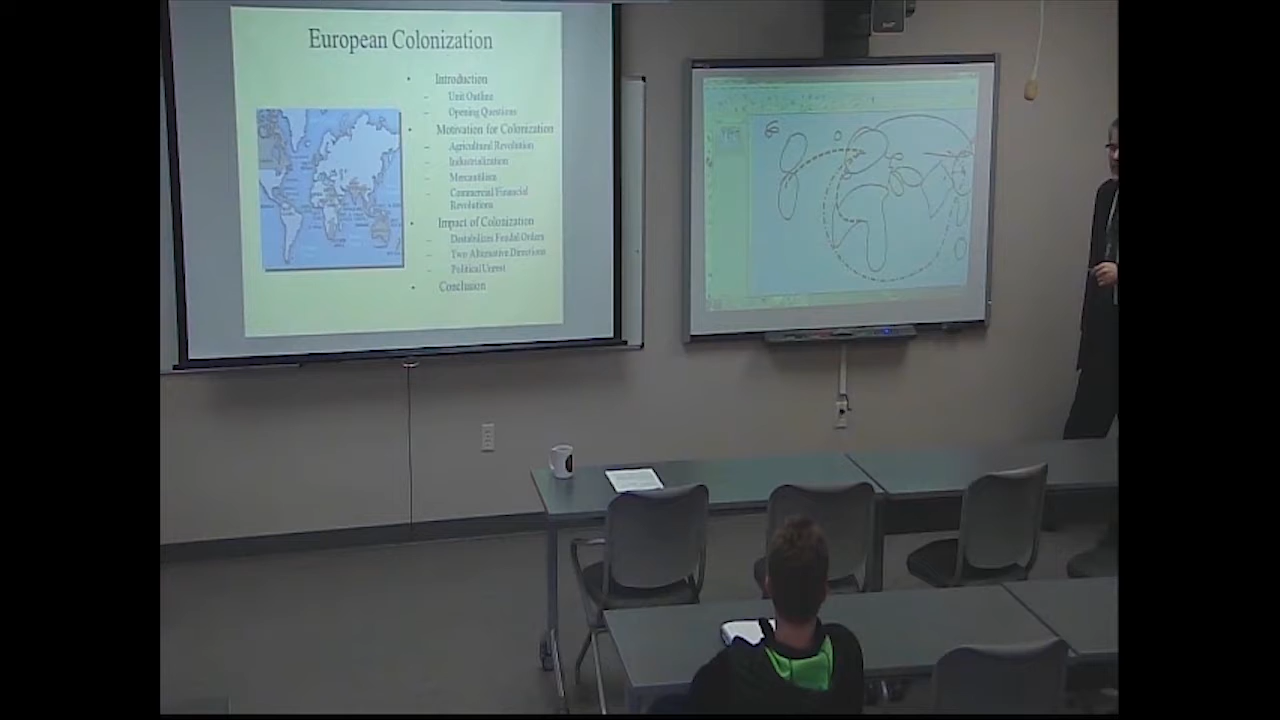 European Colonization
• Introduction
– Unit Outline
– Opening Questions
• Motivation for Colonization
– Agricultural Revolution
– Industrialization
– Mercantilism
– Commercial/Financial
Revolutions
• Impact of Colonization
– Destabilizes Feudal Orders
– Two Alternative Directions
– Political Unrest
• Conclusion